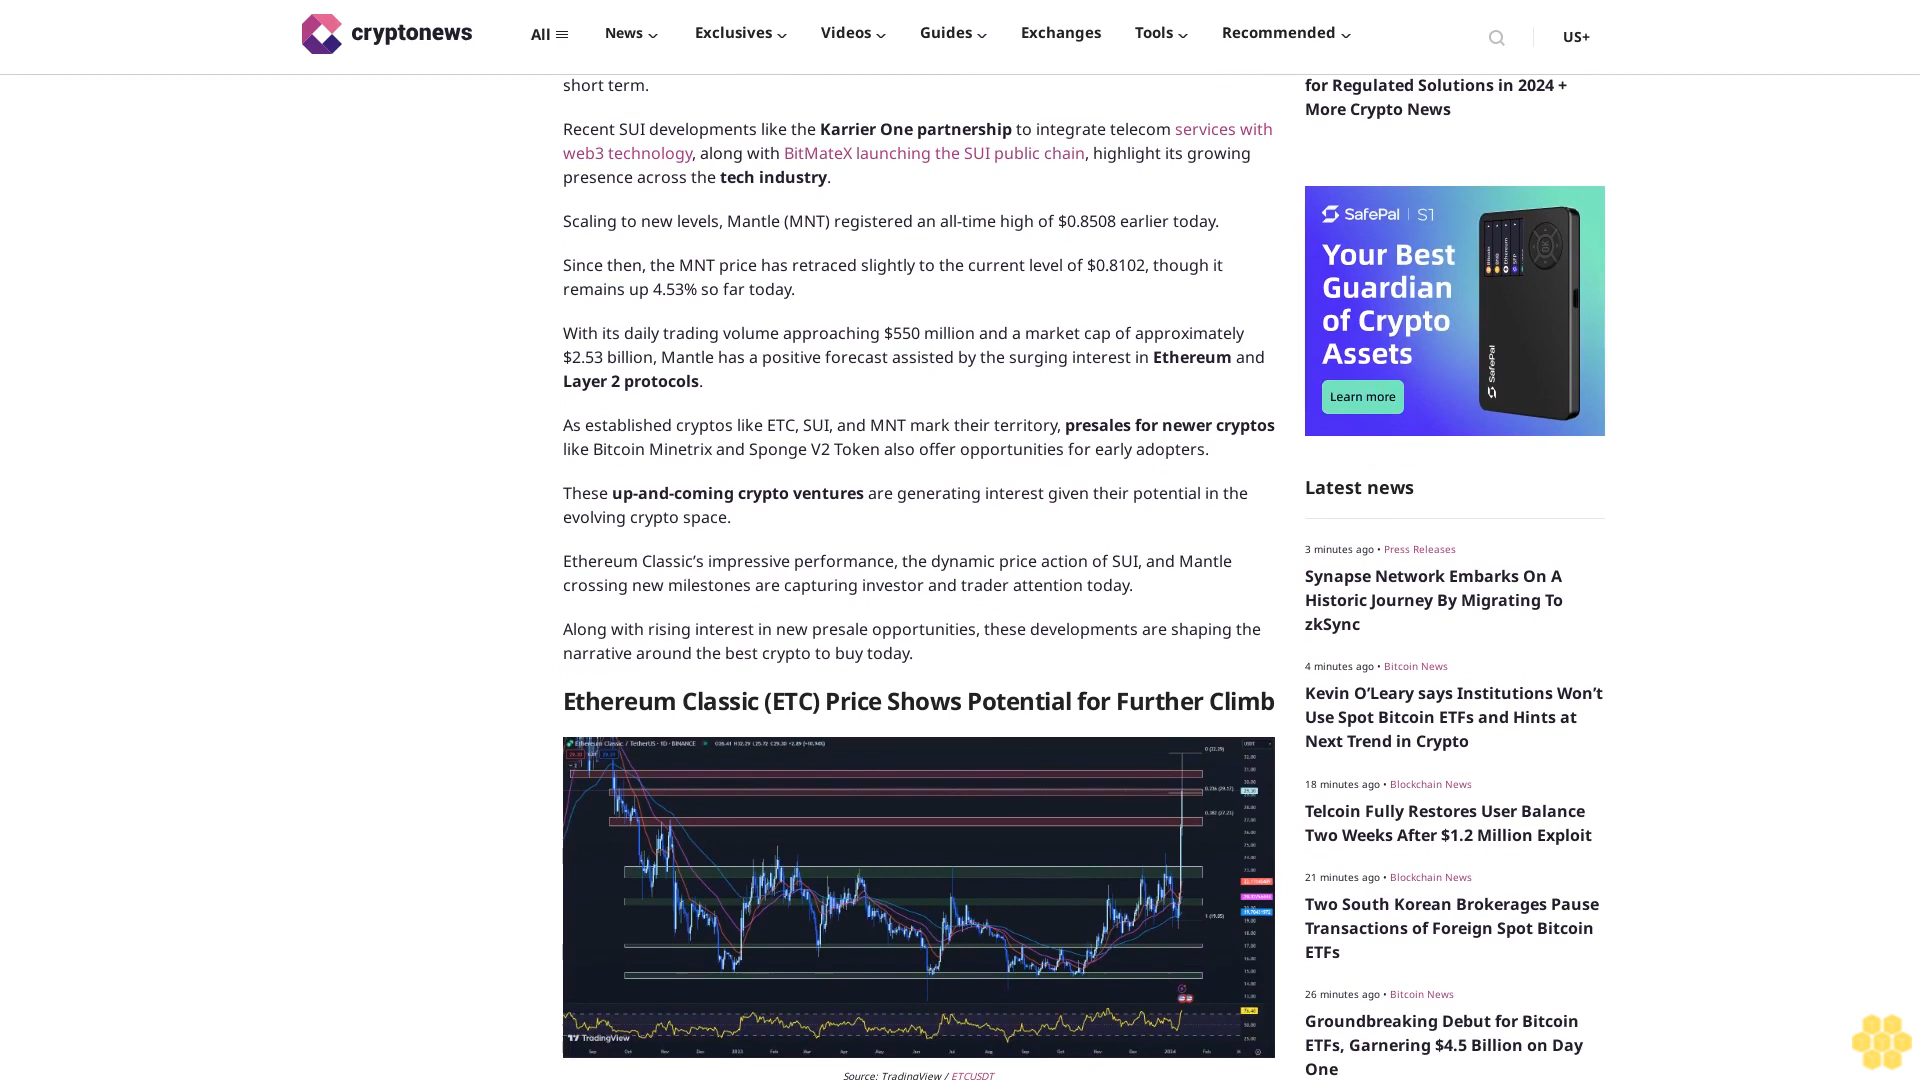 cryptonews
All
News
Exclusives
Videos
Guides
Exchanges
Tools
Recommended
US+
short term.
Recent SUI developments like the Karrier One partnership to integrate telecom services with
web3 technology, along with BitMateX launching the SUI public chain, highlight its growing
presence across the tech industry.
Scaling to new levels, Mantle (MNT) registered an all-time high of $0.8508 earlier today.
Since then, the MNT price has retraced slightly to the current level of $0.8102, though it
remains up 4.53% so far today.
With its daily trading volume approaching $550 million and a market cap of approximately
$2.53 billion, Mantle has a positive forecast assisted by the surging interest in Ethereum and
Layer 2 protocols.
As established cryptos like ETC, SUI, and MNT mark their territory, presales for newer cryptos
like Bitcoin Minetrix and Sponge V2 Token also offer opportunities for early adopters.
These up-and-coming crypto ventures are generating interest given their potential in the
evolving crypto space.
Ethereum Classic’s impressive performance, the dynamic price action of SUI, and Mantle
crossing new milestones are capturing investor and trader attention today.
Along with rising interest in new presale opportunities, these developments are shaping the
narrative around the best crypto to buy today.
Ethereum Classic (ETC) Price Shows Potential for Further Climb
Ethereum Classic / TetherUS · 1D · BINANCE
TradingView
Source: TradingView / ETCUSDT
for Regulated Solutions in 2024 +
More Crypto News
SafePal | S1
Your Best
Guardian
of Crypto
Assets
Learn more
SafePal
OK
Latest news
3 minutes ago • Press Releases
Synapse Network Embarks On A
Historic Journey By Migrating To
zkSync
4 minutes ago • Bitcoin News
Kevin O’Leary says Institutions Won’t
Use Spot Bitcoin ETFs and Hints at
Next Trend in Crypto
18 minutes ago • Blockchain News
Telcoin Fully Restores User Balance
Two Weeks After $1.2 Million Exploit
21 minutes ago • Blockchain News
Two South Korean Brokerages Pause
Transactions of Foreign Spot Bitcoin
ETFs
26 minutes ago • Bitcoin News
Groundbreaking Debut for Bitcoin
ETFs, Garnering $4.5 Billion on Day
One